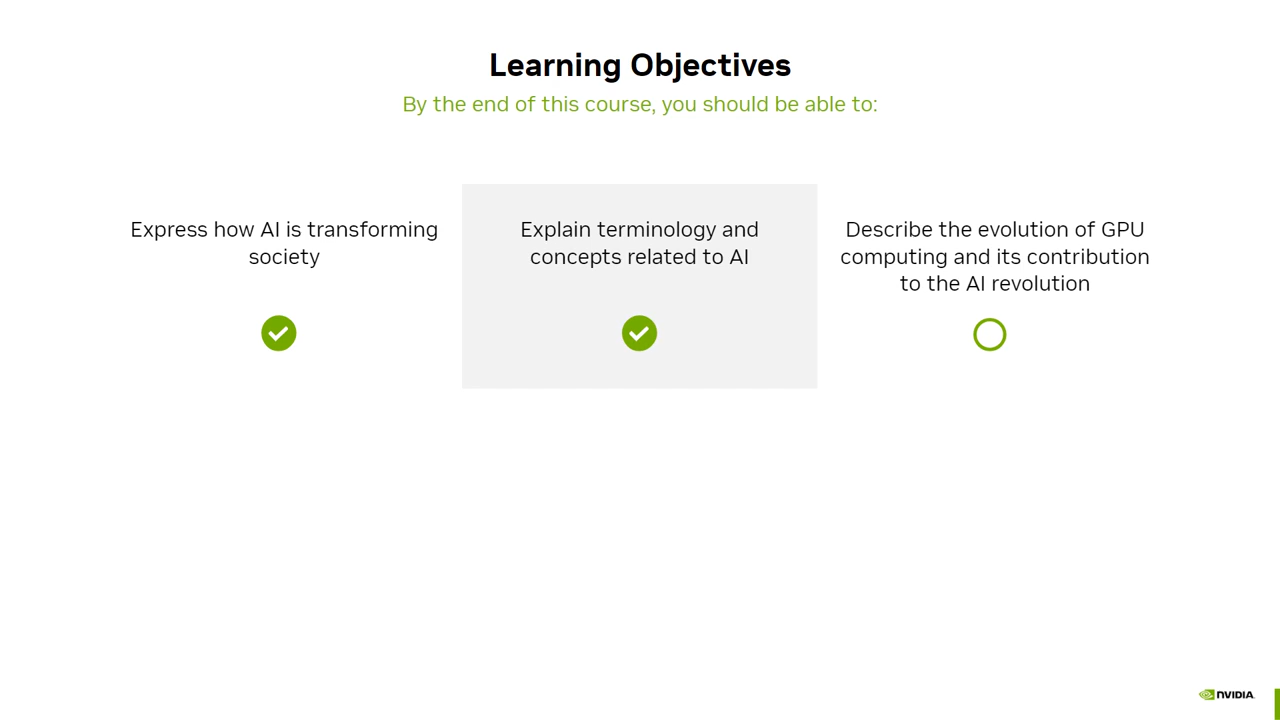 Learning Objectives
By the end of this course, you should be able to:
Express how AI is transforming
society
Explain terminology and
concepts related to AI
Describe the evolution of GPU
computing and its contribution
to the AI revolution
NVIDIA